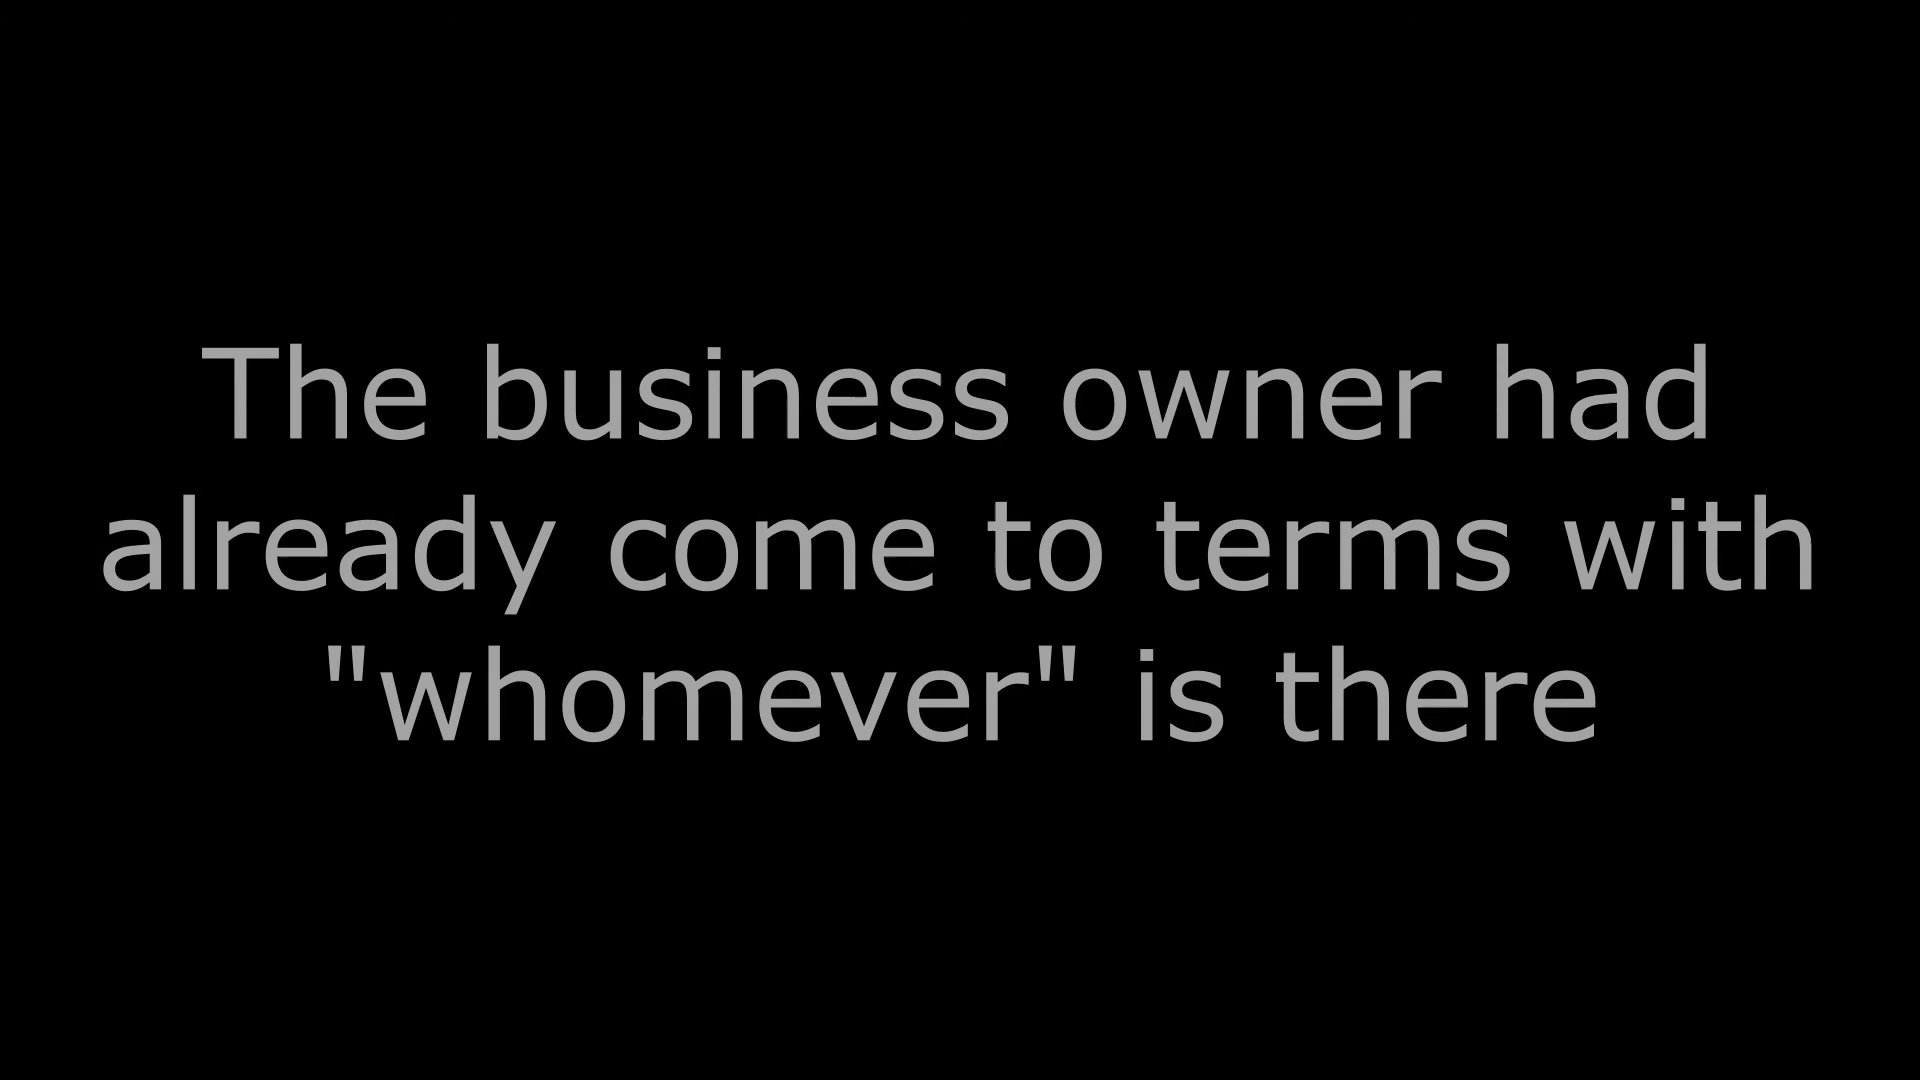 The business owner had
already come to terms with
"whomever" is there